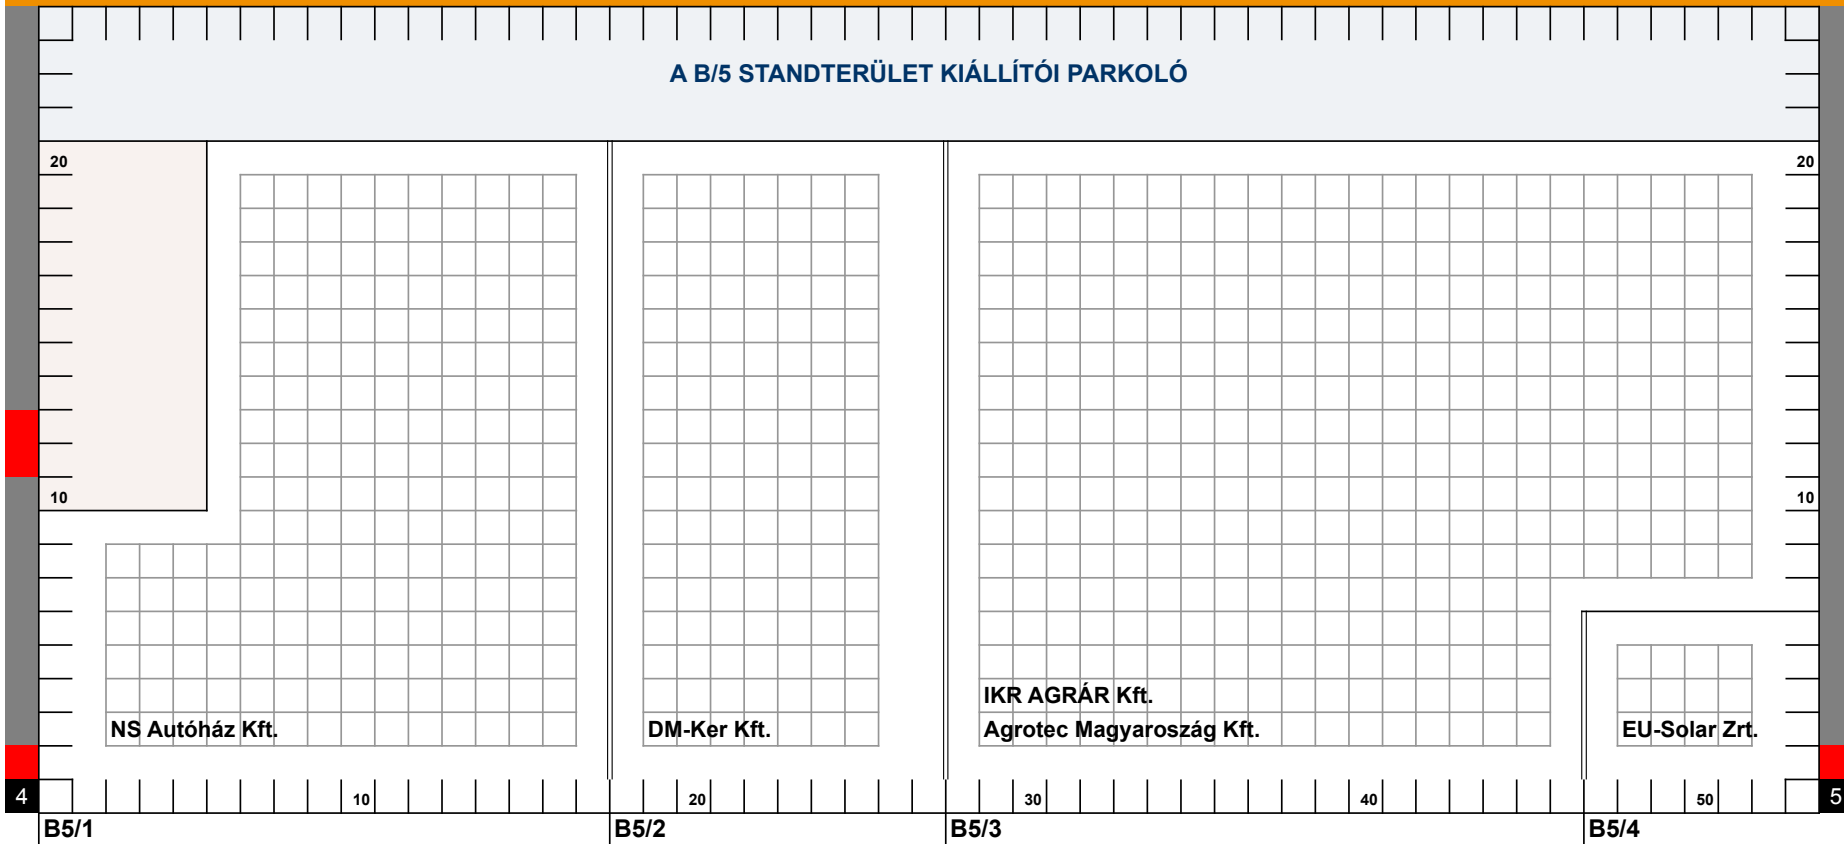 A B/5 STANDTERÜLET KIÁLLÍTÓI PARKOLÓ
20 20
10 10
IKR AGRÁR Kft.
NS Autóház Kft. DM-Ker Kft. Agrotec Magyaroszág Kft. EU-Solar Zrt.
4 10 20 30 40 50 5
B5/1 B5/2 B5/3 B5/4